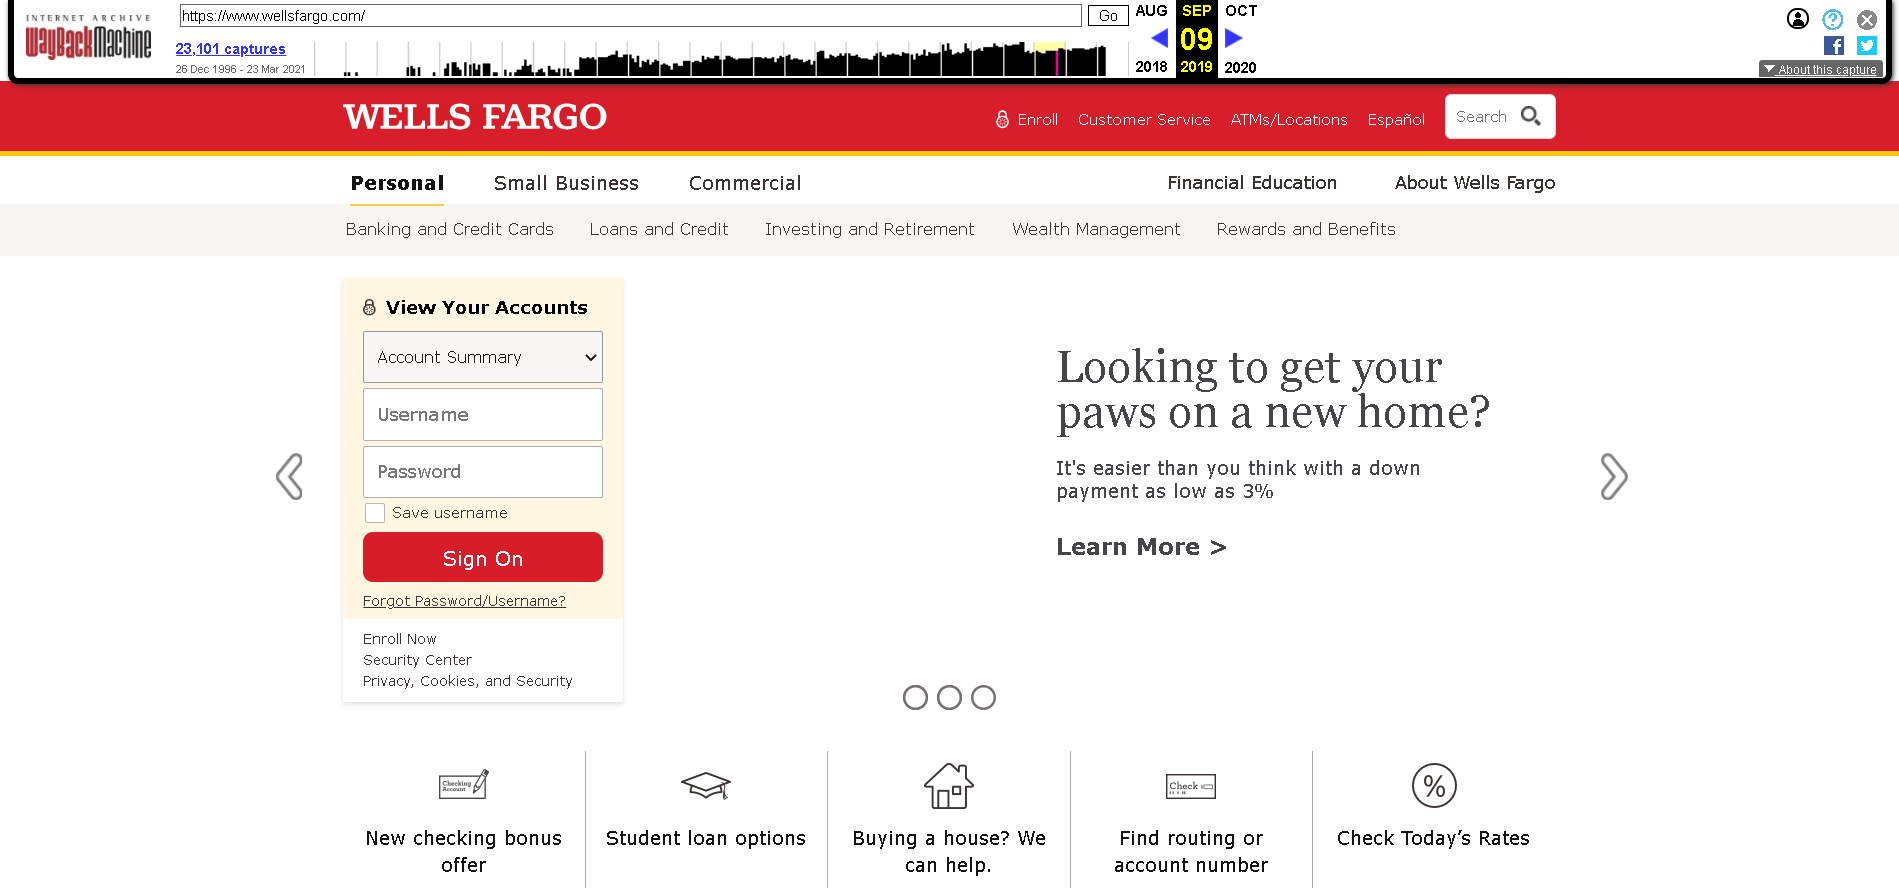 INTERNET ARCHIVE
WayBackMachine
https://www.wellsfargo.com/
Go
AUG SEP OCT
23,101 captures
09
26 Dec 1996 - 23 Mar 2021
2018 2019 2020
About this capture
WELLS FARGO
Enroll Customer Service ATMs/Locations Español Search
Personal Small Business Commercial Financial Education About Wells Fargo
Banking and Credit Cards Loans and Credit Investing and Retirement Wealth Management Rewards and Benefits
View Your Accounts
Account Summary
Username
Password
Save username
Sign On
Forgot Password/Username?
Enroll Now
Security Center
Privacy, Cookies, and Security
Looking to get your
paws on a new home?
It's easier than you think with a down
payment as low as 3%
Learn More >
Checking
Account
New checking bonus
offer
Student loan options
Buying a house? We
can help.
Check
Find routing or
account number
%
Check Today’s Rates